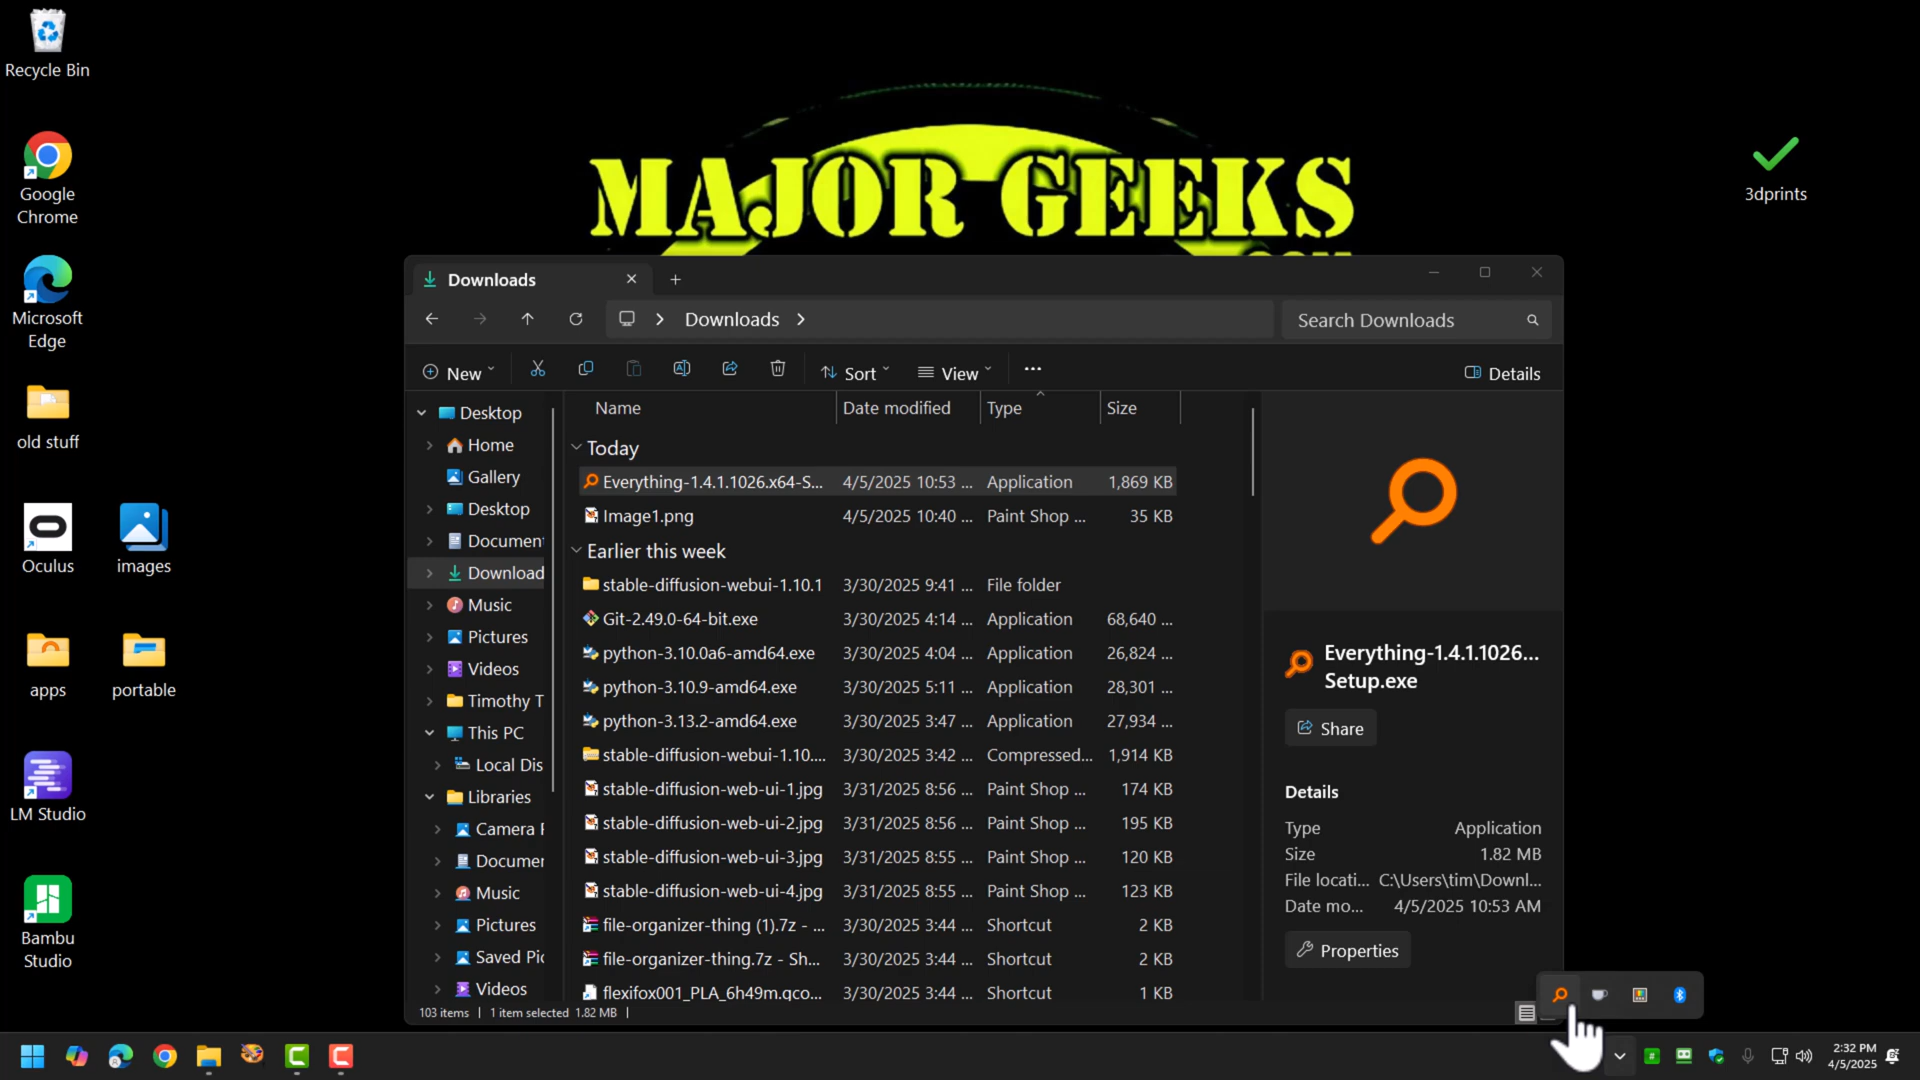 Recycle Bin
Google
Chrome
Microsoft
Edge
old stuff
Oculus
images
apps
portable
LM Studio
Bambu
Studio
MAJOR GEEKS
3dprints
Downloads
Downloads
Search Downloads
New
Sort
View
Details
Desktop
Home
Gallery
Desktop
Document
Download
Music
Pictures
Videos
Timothy T
This PC
Local Dis
Libraries
Camera R
Documer
Music
Pictures
Saved Pic
Videos
Name Date modified Type Size
Today
Everything-1.4.1.1026.x64-S... 4/5/2025 10:53 ... Application 1,869 KB
Image1.png 4/5/2025 10:40 ... Paint Shop ... 35 KB
Earlier this week
stable-diffusion-webui-1.10.1 3/30/2025 9:41 ... File folder
Git-2.49.0-64-bit.exe 3/30/2025 4:14 ... Application 68,640 ...
python-3.10.0a6-amd64.exe 3/30/2025 4:04 ... Application 26,824 ...
python-3.10.9-amd64.exe 3/30/2025 5:11 ... Application 28,301 ...
python-3.13.2-amd64.exe 3/30/2025 3:47 ... Application 27,934 ...
stable-diffusion-webui-1.10.... 3/30/2025 3:42 ... Compressed... 1,914 KB
stable-diffusion-web-ui-1.jpg 3/31/2025 8:56 ... Paint Shop ... 174 KB
stable-diffusion-web-ui-2.jpg 3/31/2025 8:56 ... Paint Shop ... 195 KB
stable-diffusion-web-ui-3.jpg 3/31/2025 8:55 ... Paint Shop ... 120 KB
stable-diffusion-web-ui-4.jpg 3/31/2025 8:55 ... Paint Shop ... 123 KB
file-organizer-thing (1).7z - ... 3/30/2025 3:44 ... Shortcut 2 KB
file-organizer-thing.7z - Sh... 3/30/2025 3:44 ... Shortcut 2 KB
flexifox001_PLA_6h49m.gco... 3/30/2025 3:44 ... Shortcut 1 KB
Everything-1.4.1.1026...
Setup.exe
Share
Details
Type Application
Size 1.82 MB
File locati... C:\Users\tim\Downl...
Date mo... 4/5/2025 10:53 AM
Properties
103 items | 1 item selected 1.82 MB |
2:32 PM
4/5/2025